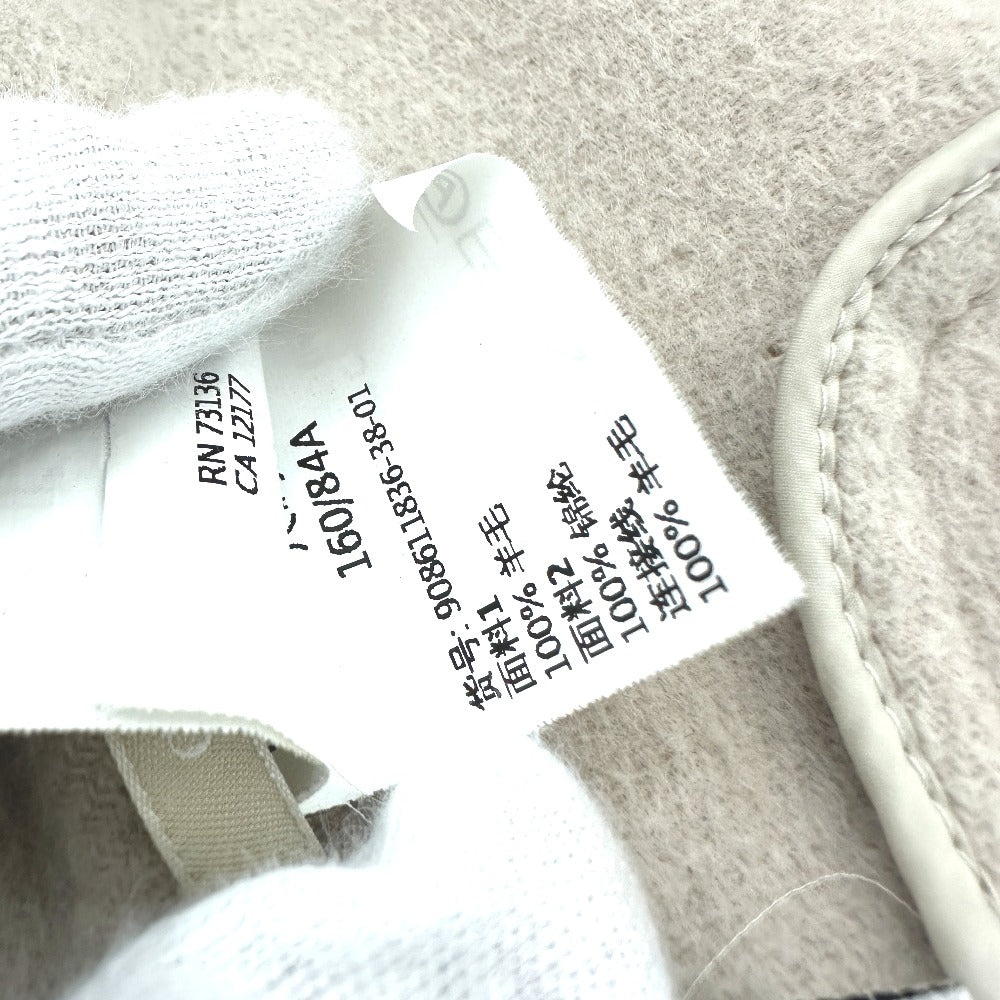 RN 73136
CA 12177
160/84A
货号: 90861836-38-01
面料1
100% 羊毛
面料2
100% 锦纶
连接线
100% 羊毛